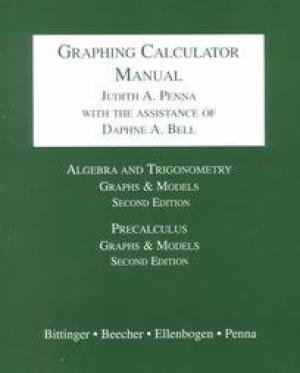 GRAPHING CALCULATOR
MANUAL
JUDITH A. PENNA
WITH THE ASSISTANCE OF
DAPHNE A. BELL
ALGEBRA AND TRIGONOMETRY
GRAPHS & MODELS
SECOND EDITION
PRECALCULUS
GRAPHS & MODELS
SECOND EDITION
Bittinger • Beecher • Ellenbogen • Penna